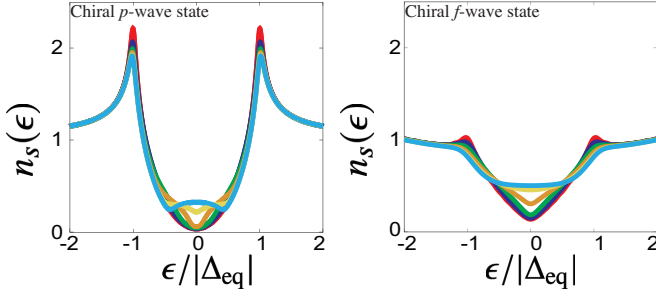 Chiral p-wave state
n_s(ϵ)
2
1
0
-2
-1
0
1
2
ϵ/|Δ_eq|
Chiral f-wave state
n_s(ϵ)
2
1
0
-2
-1
0
1
2
ϵ/|Δ_eq|